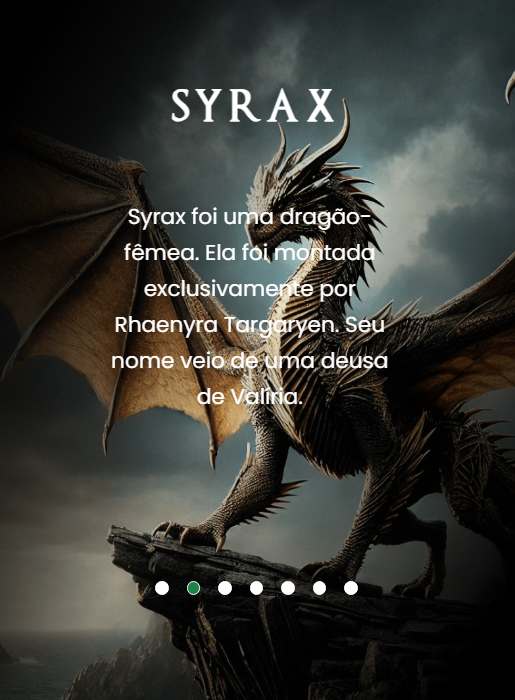 SYRAX
Syrax foi uma dragão-
fêmea. Ela foi montada
exclusivamente por
Rhaenyra Targaryen. Seu
nome veio de uma deusa
de Valíria.